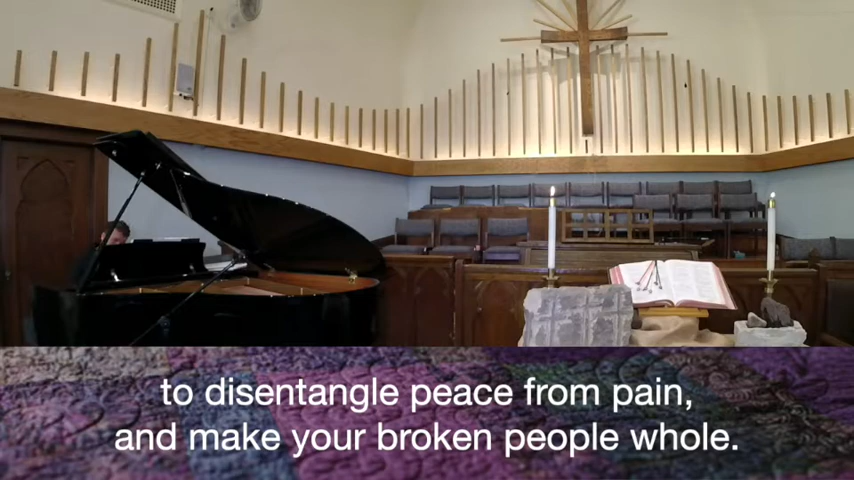 to disentangle peace from pain,
and make your broken people whole.